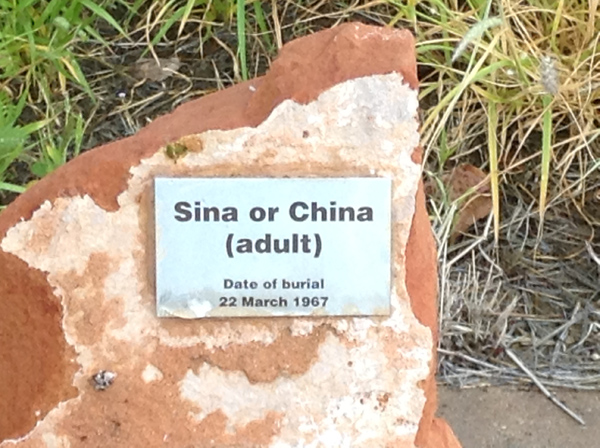 Sina or China
(adult)
Date of burial
22 March 1967